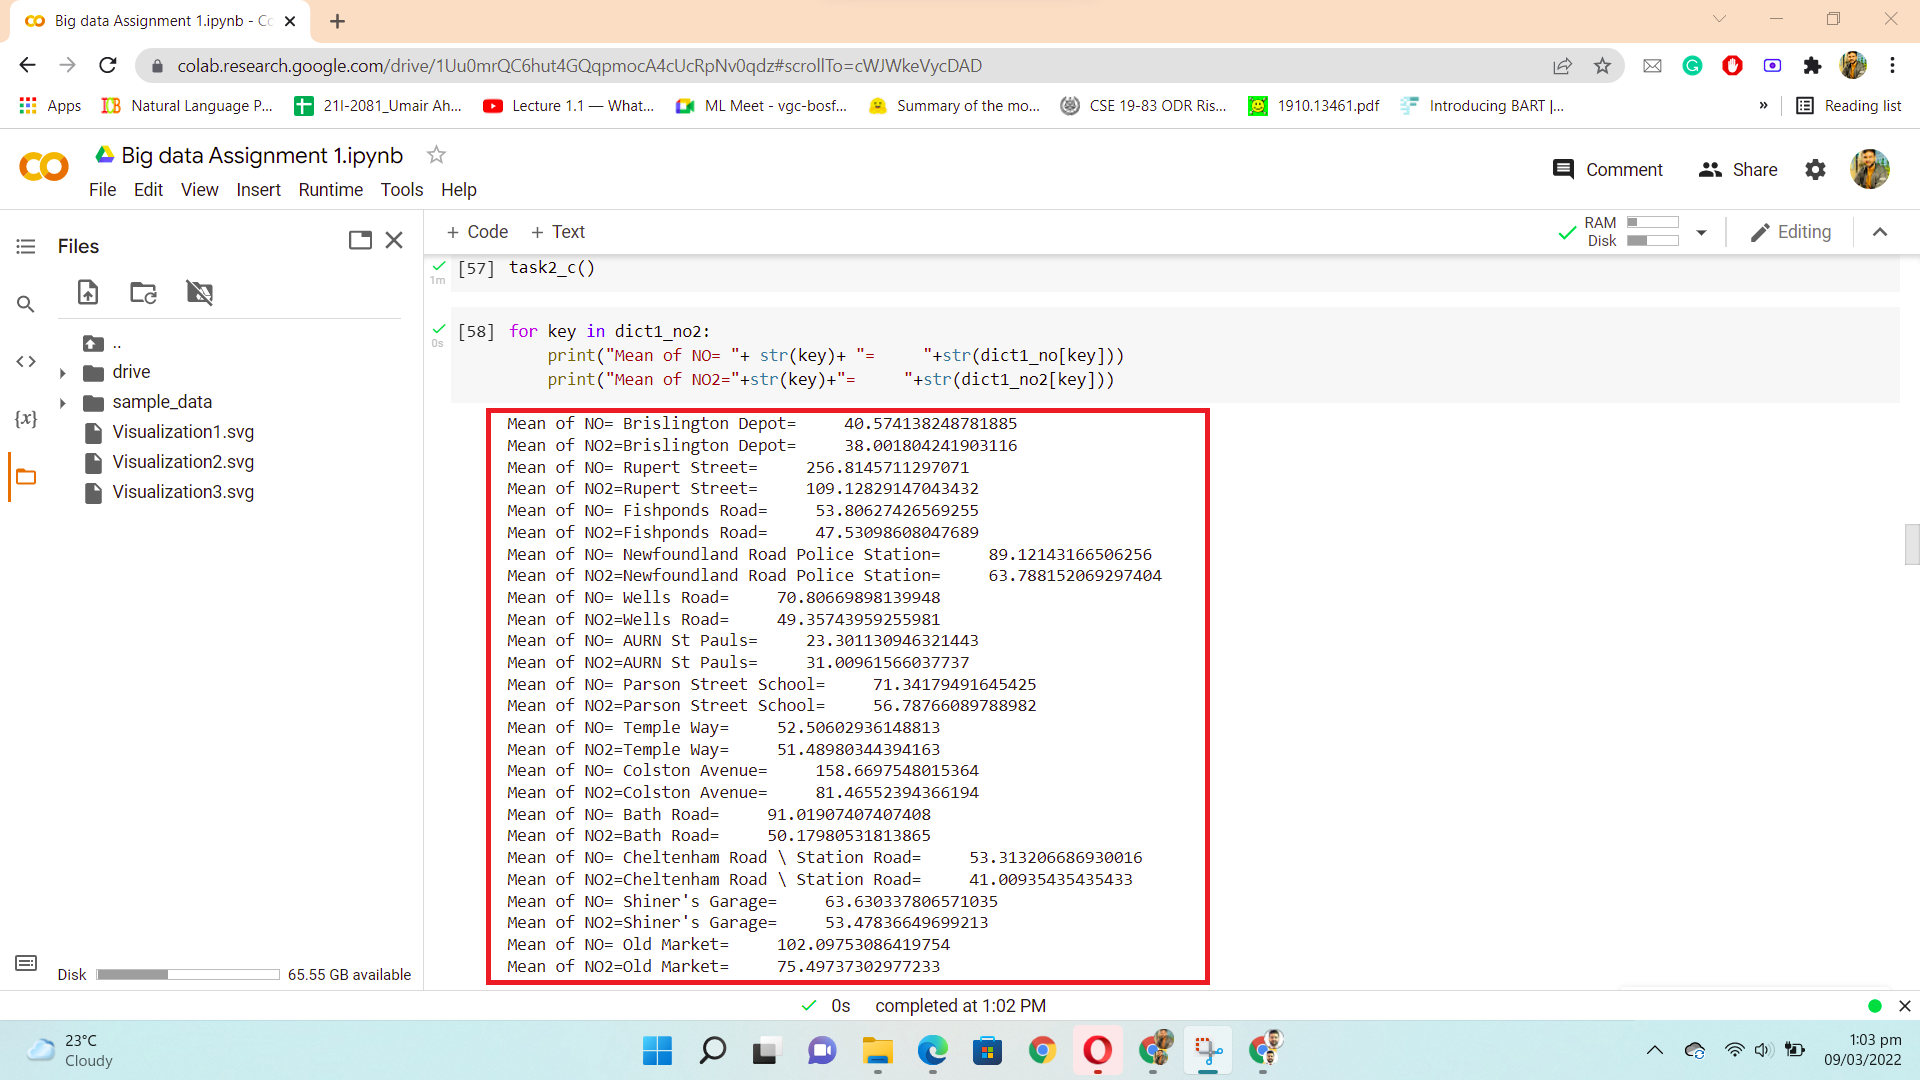 Big data Assignment 1.ipynb - Co
colab.research.google.com/drive/1Uu0mrQC6hut4GQqpmocA4cUcRpNv0qdz#scrollTo=cWJWkeVycDAD
Apps Natural Language P... 21I-2081_Umair Ah... Lecture 1.1 — What... ML Meet - vgc-bosf... Summary of the mo... CSE 19-83 ODR Ris... 1910.13461.pdf Introducing BART |... » Reading list
Big data Assignment 1.ipynb
Comment Share
File Edit View Insert Runtime Tools Help
Files
+ Code + Text
RAM
Disk
Editing
..
drive
sample_data
Visualization1.svg
Visualization2.svg
Visualization3.svg
{x}
Disk 65.55 GB available
1m
[57] task2_c()
0s
[58] for key in dict1_no2:
print("Mean of NO= "+ str(key)+ "=     "+str(dict1_no[key]))
print("Mean of NO2="+str(key)+"=     "+str(dict1_no2[key]))
Mean of NO= Brislington Depot=     40.574138248781885
Mean of NO2=Brislington Depot=     38.001804241903116
Mean of NO= Rupert Street=     256.8145711297071
Mean of NO2=Rupert Street=     109.12829147043432
Mean of NO= Fishponds Road=     53.80627426569255
Mean of NO2=Fishponds Road=     47.53098608047689
Mean of NO= Newfoundland Road Police Station=     89.12143166506256
Mean of NO2=Newfoundland Road Police Station=     63.788152069297404
Mean of NO= Wells Road=     70.80669898139948
Mean of NO2=Wells Road=     49.35743959255981
Mean of NO= AURN St Pauls=     23.301130946321443
Mean of NO2=AURN St Pauls=     31.00961566037737
Mean of NO= Parson Street School=     71.34179491645425
Mean of NO2=Parson Street School=     56.78766089788982
Mean of NO= Temple Way=     52.50602936148813
Mean of NO2=Temple Way=     51.48980344394163
Mean of NO= Colston Avenue=     158.6697548015364
Mean of NO2=Colston Avenue=     81.46552394366194
Mean of NO= Bath Road=     91.01907407407408
Mean of NO2=Bath Road=     50.17980531813865
Mean of NO= Cheltenham Road \ Station Road=     53.313206686930016
Mean of NO2=Cheltenham Road \ Station Road=     41.00935435435433
Mean of NO= Shiner's Garage=     63.630337806571035
Mean of NO2=Shiner's Garage=     53.47836649699213
Mean of NO= Old Market=     102.09753086419754
Mean of NO2=Old Market=     75.49737302977233
0s completed at 1:02 PM
23°C
Cloudy
1:03 pm
09/03/2022